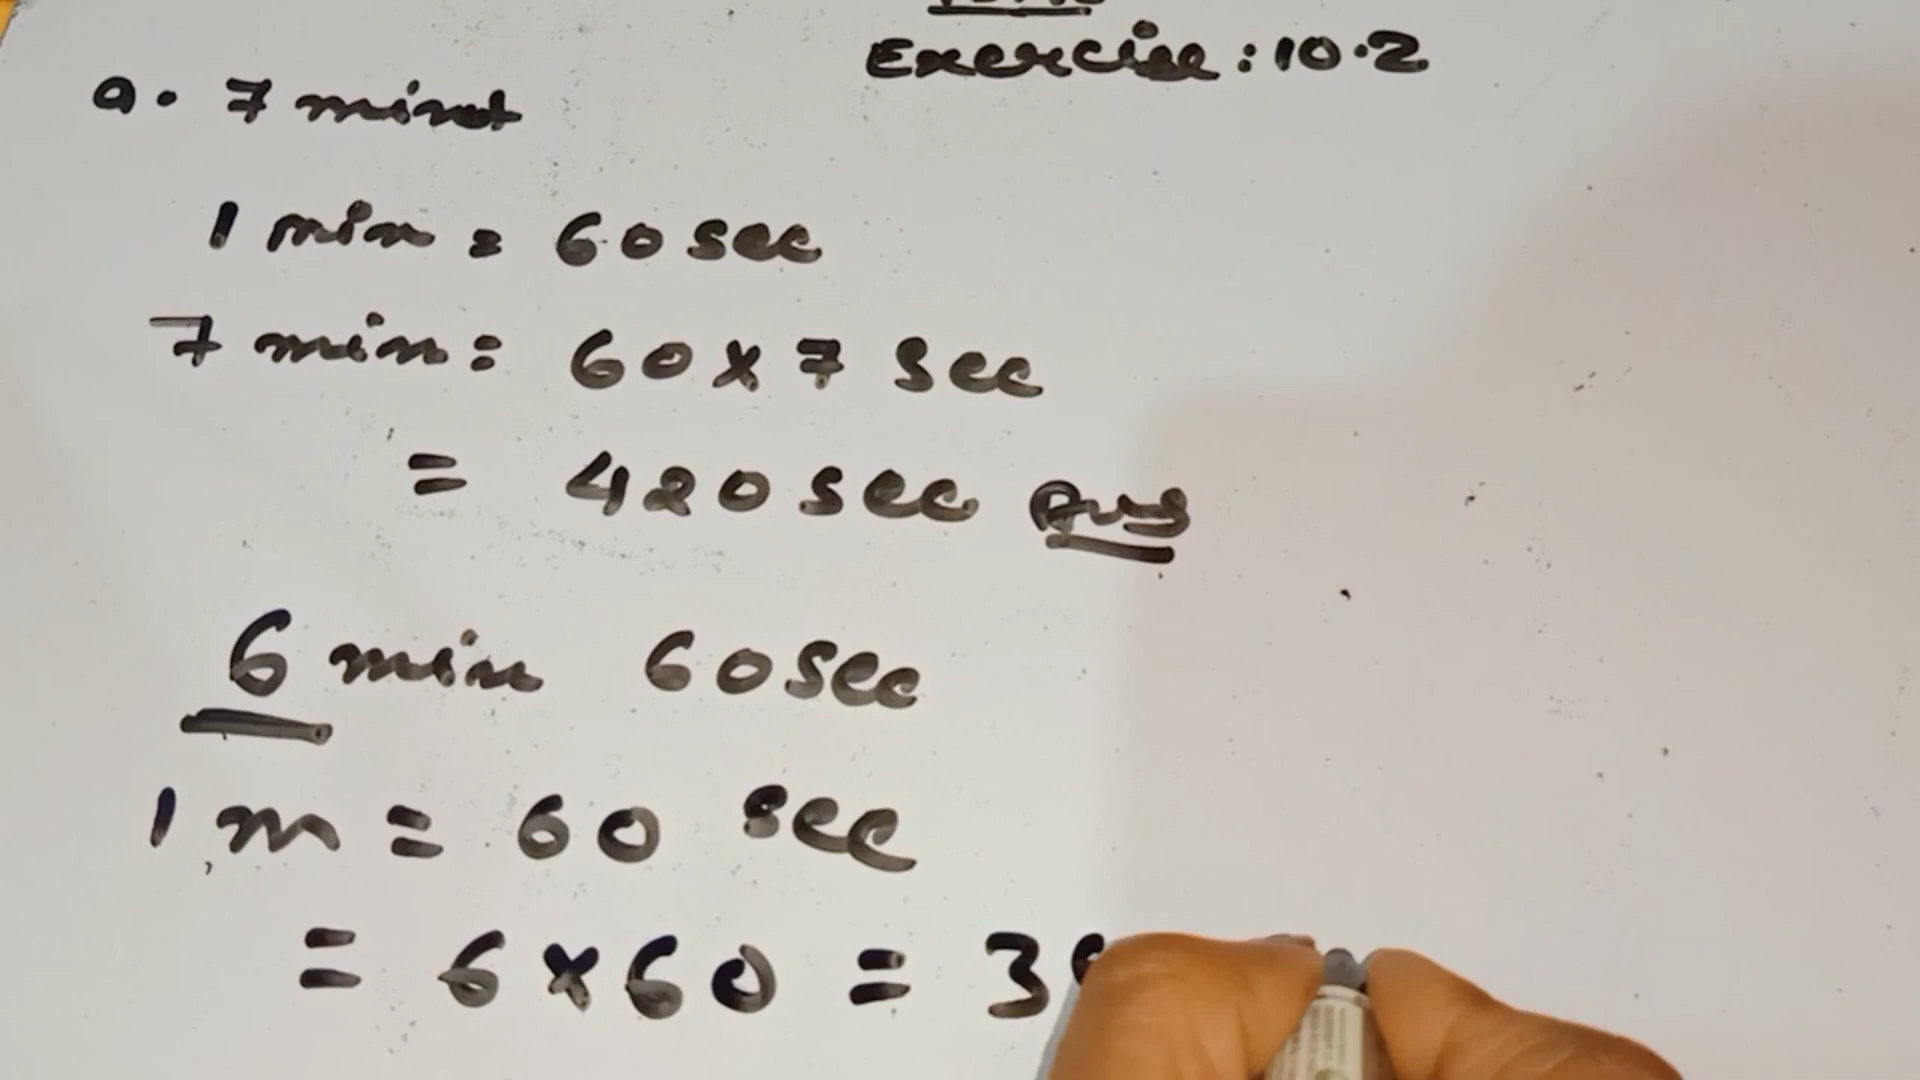 Exercise : 10.2
a. 7 minut
1 min = 60 sec
7 min = 60 x 7 sec
= 420 sec Ans
6 min 60 sec
1 m = 60 sec
= 6 x 60 = 3